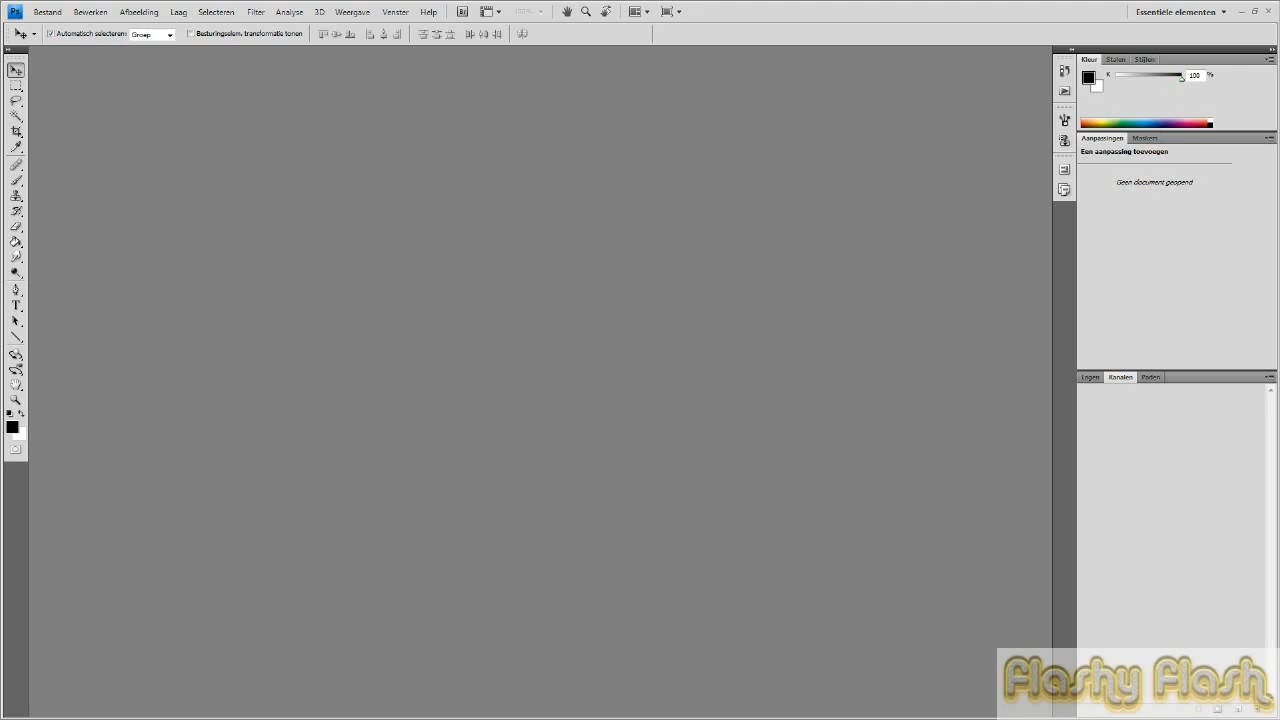 Ps Bestand Bewerken Afbeelding Laag Selecteren Filter Analyse 3D Weergave Venster Help Br Essentiële elementen
Automatisch selecteren: Groep Besturingselem. transformatie tonen
Kleur Stalen Stijlen
K 100 %
Aanpassingen Maskers
Een aanpassing toevoegen
Geen document geopend
T
Lagen Kanalen Paden
Flashy Flash